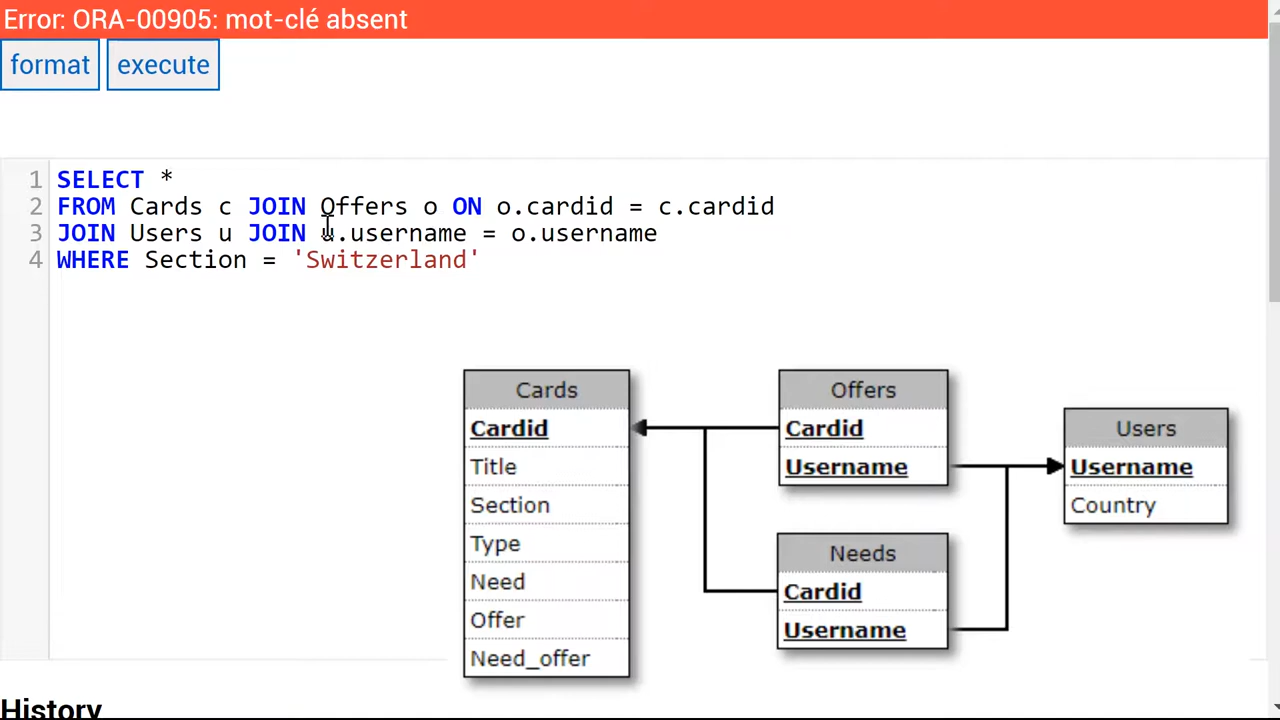 Error: ORA-00905: mot-clé absent
format execute
1 SELECT *
2 FROM Cards c JOIN Offers o ON o.cardid = c.cardid
3 JOIN Users u JOIN u.username = o.username
4 WHERE Section = 'Switzerland'
Cards
Cardid
Title
Section
Type
Need
Offer
Need_offer
Offers
Cardid
Username
Needs
Cardid
Username
Users
Username
Country
History